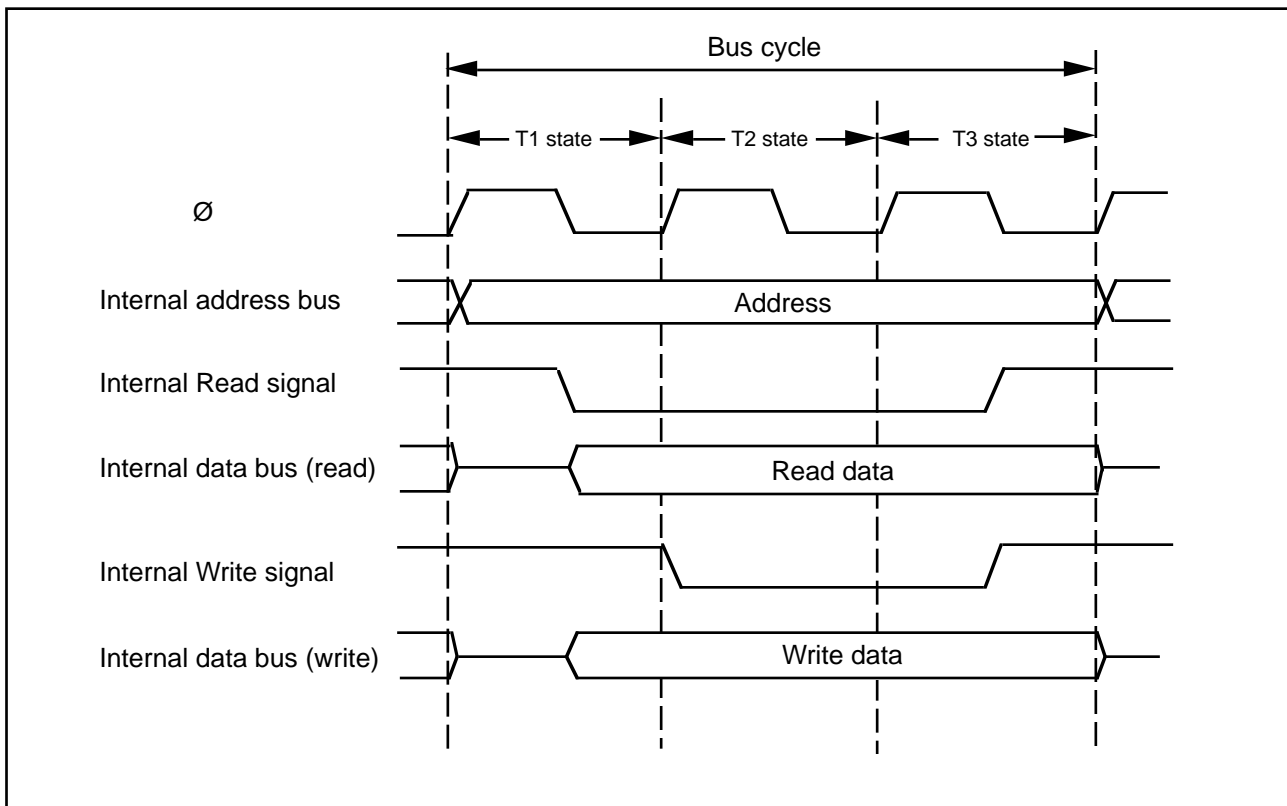 Bus cycle
T1 state
T2 state
T3 state
Ø
Internal address bus
Address
Internal Read signal
Internal data bus (read)
Read data
Internal Write signal
Internal data bus (write)
Write data